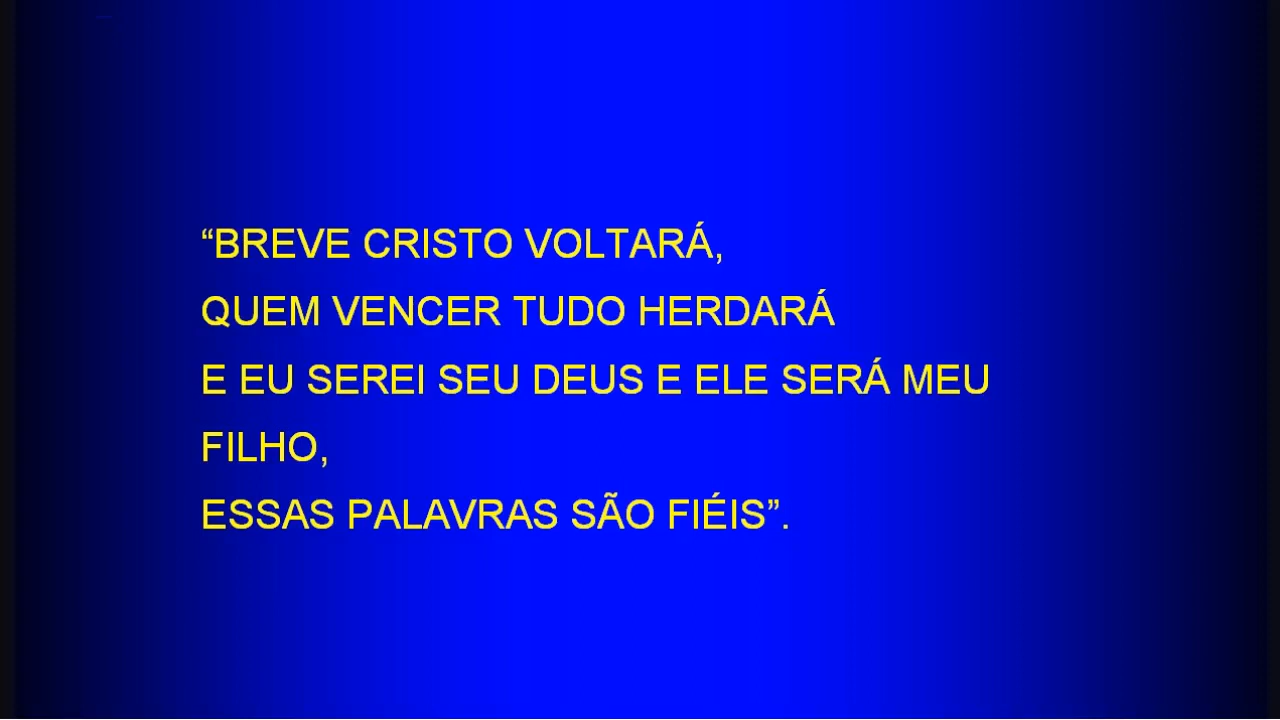 “BREVE CRISTO VOLTARÁ,
QUEM VENCER TUDO HERDARÁ
E EU SEREI SEU DEUS E ELE SERÁ MEU
FILHO,
ESSAS PALAVRAS SÃO FIÉIS”.